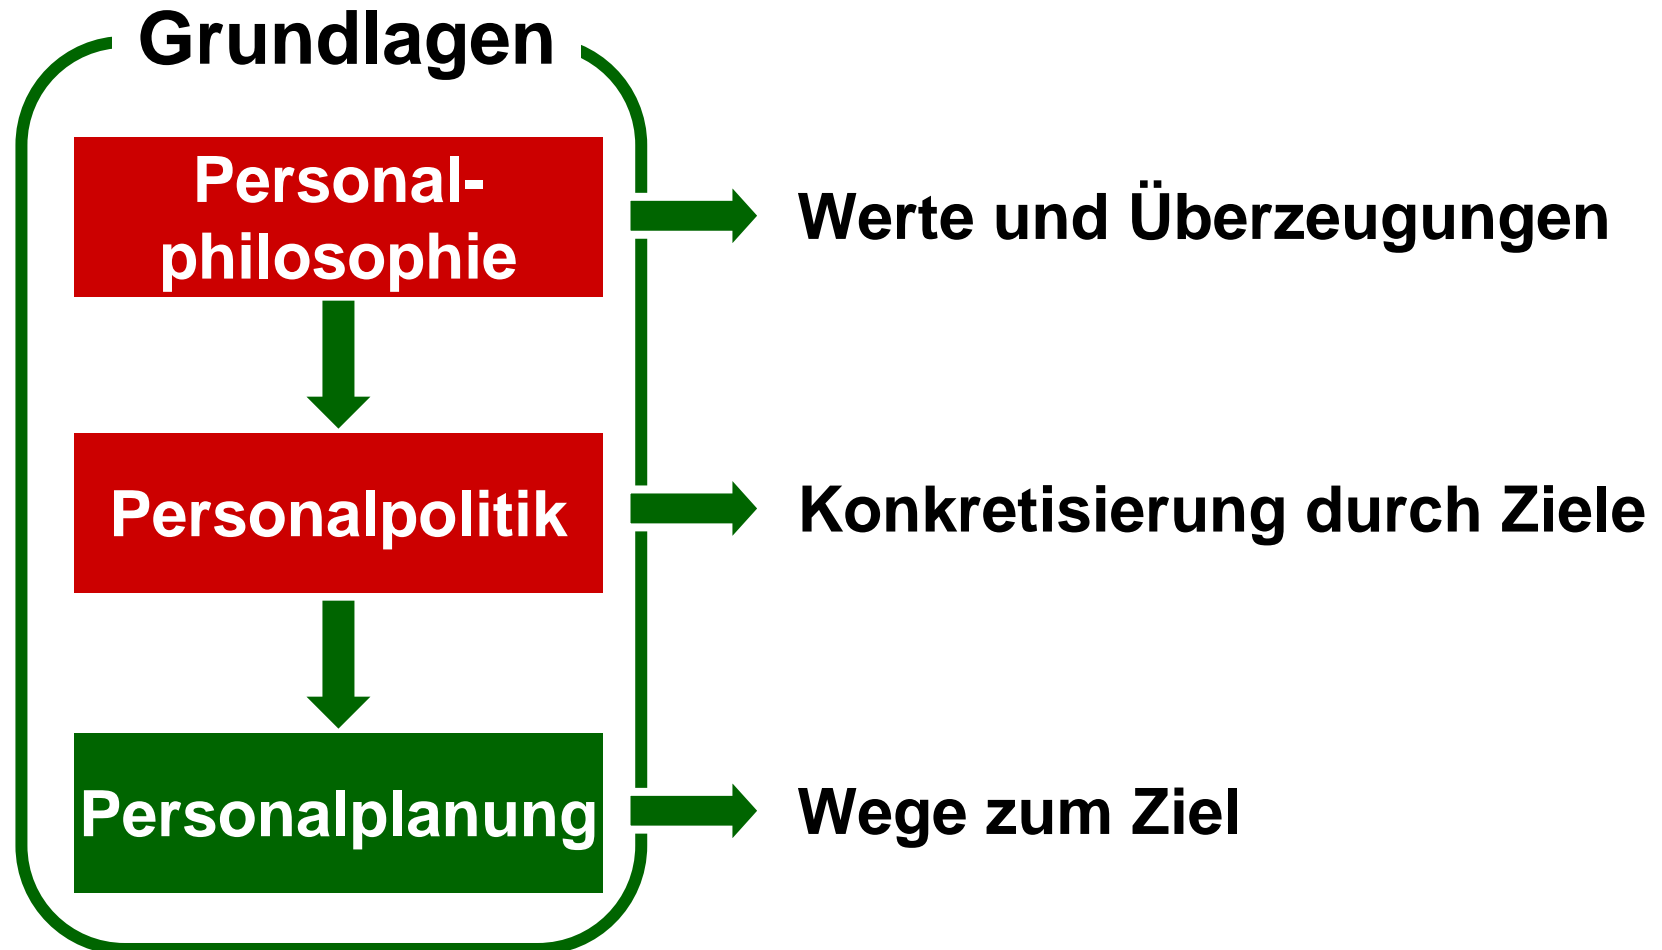 Grundlagen
Personal-
philosophie
Werte und Überzeugungen
Personalpolitik
Konkretisierung durch Ziele
Personalplanung
Wege zum Ziel